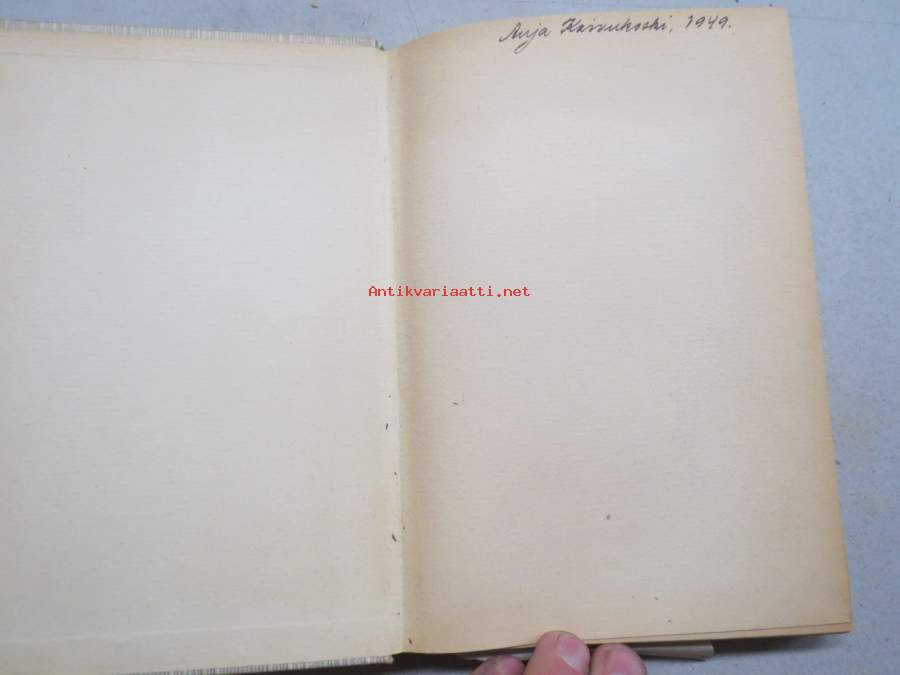 Anja Koivukoski, 1949.
Antikvariaatti.net